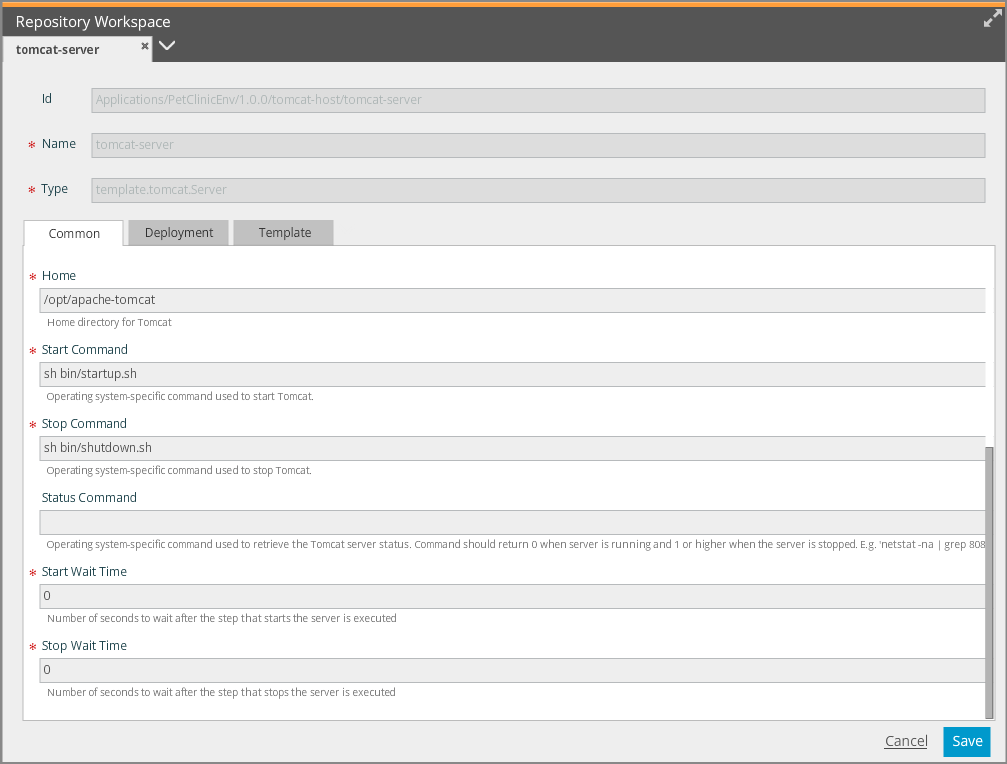 Repository Workspace
tomcat-server
Id
Applications/PetClinicEnv/1.0.0/tomcat-host/tomcat-server
* Name
tomcat-server
* Type
template.tomcat.Server
Common Deployment Template
* Home
/opt/apache-tomcat
Home directory for Tomcat
* Start Command
sh bin/startup.sh
Operating system-specific command used to start Tomcat.
* Stop Command
sh bin/shutdown.sh
Operating system-specific command used to stop Tomcat.
Status Command
Operating system-specific command used to retrieve the Tomcat server status. Command should return 0 when server is running and 1 or higher when the server is stopped. E.g. 'netstat -na | grep 808
* Start Wait Time
0
Number of seconds to wait after the step that starts the server is executed
* Stop Wait Time
0
Number of seconds to wait after the step that stops the server is executed
Cancel Save